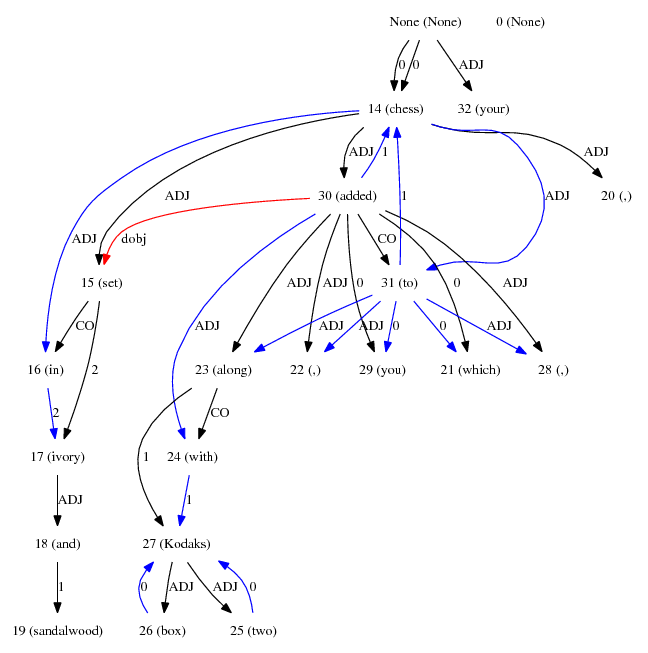 None (None) 0 (None)
0 0 ADJ
14 (chess) 32 (your)
ADJ 1 ADJ
ADJ 30 (added) 1 ADJ 20 (,)
ADJ dobj CO
15 (set) ADJ ADJ 0 31 (to) 0 ADJ
CO ADJ ADJ ADJ 0 0 ADJ
16 (in) 2 23 (along) 22 (,) 29 (you) 21 (which) 28 (,)
2 CO
17 (ivory) 1 24 (with)
ADJ 1
18 (and) 27 (Kodaks)
1 0 ADJ ADJ 0
19 (sandalwood) 26 (box) 25 (two)